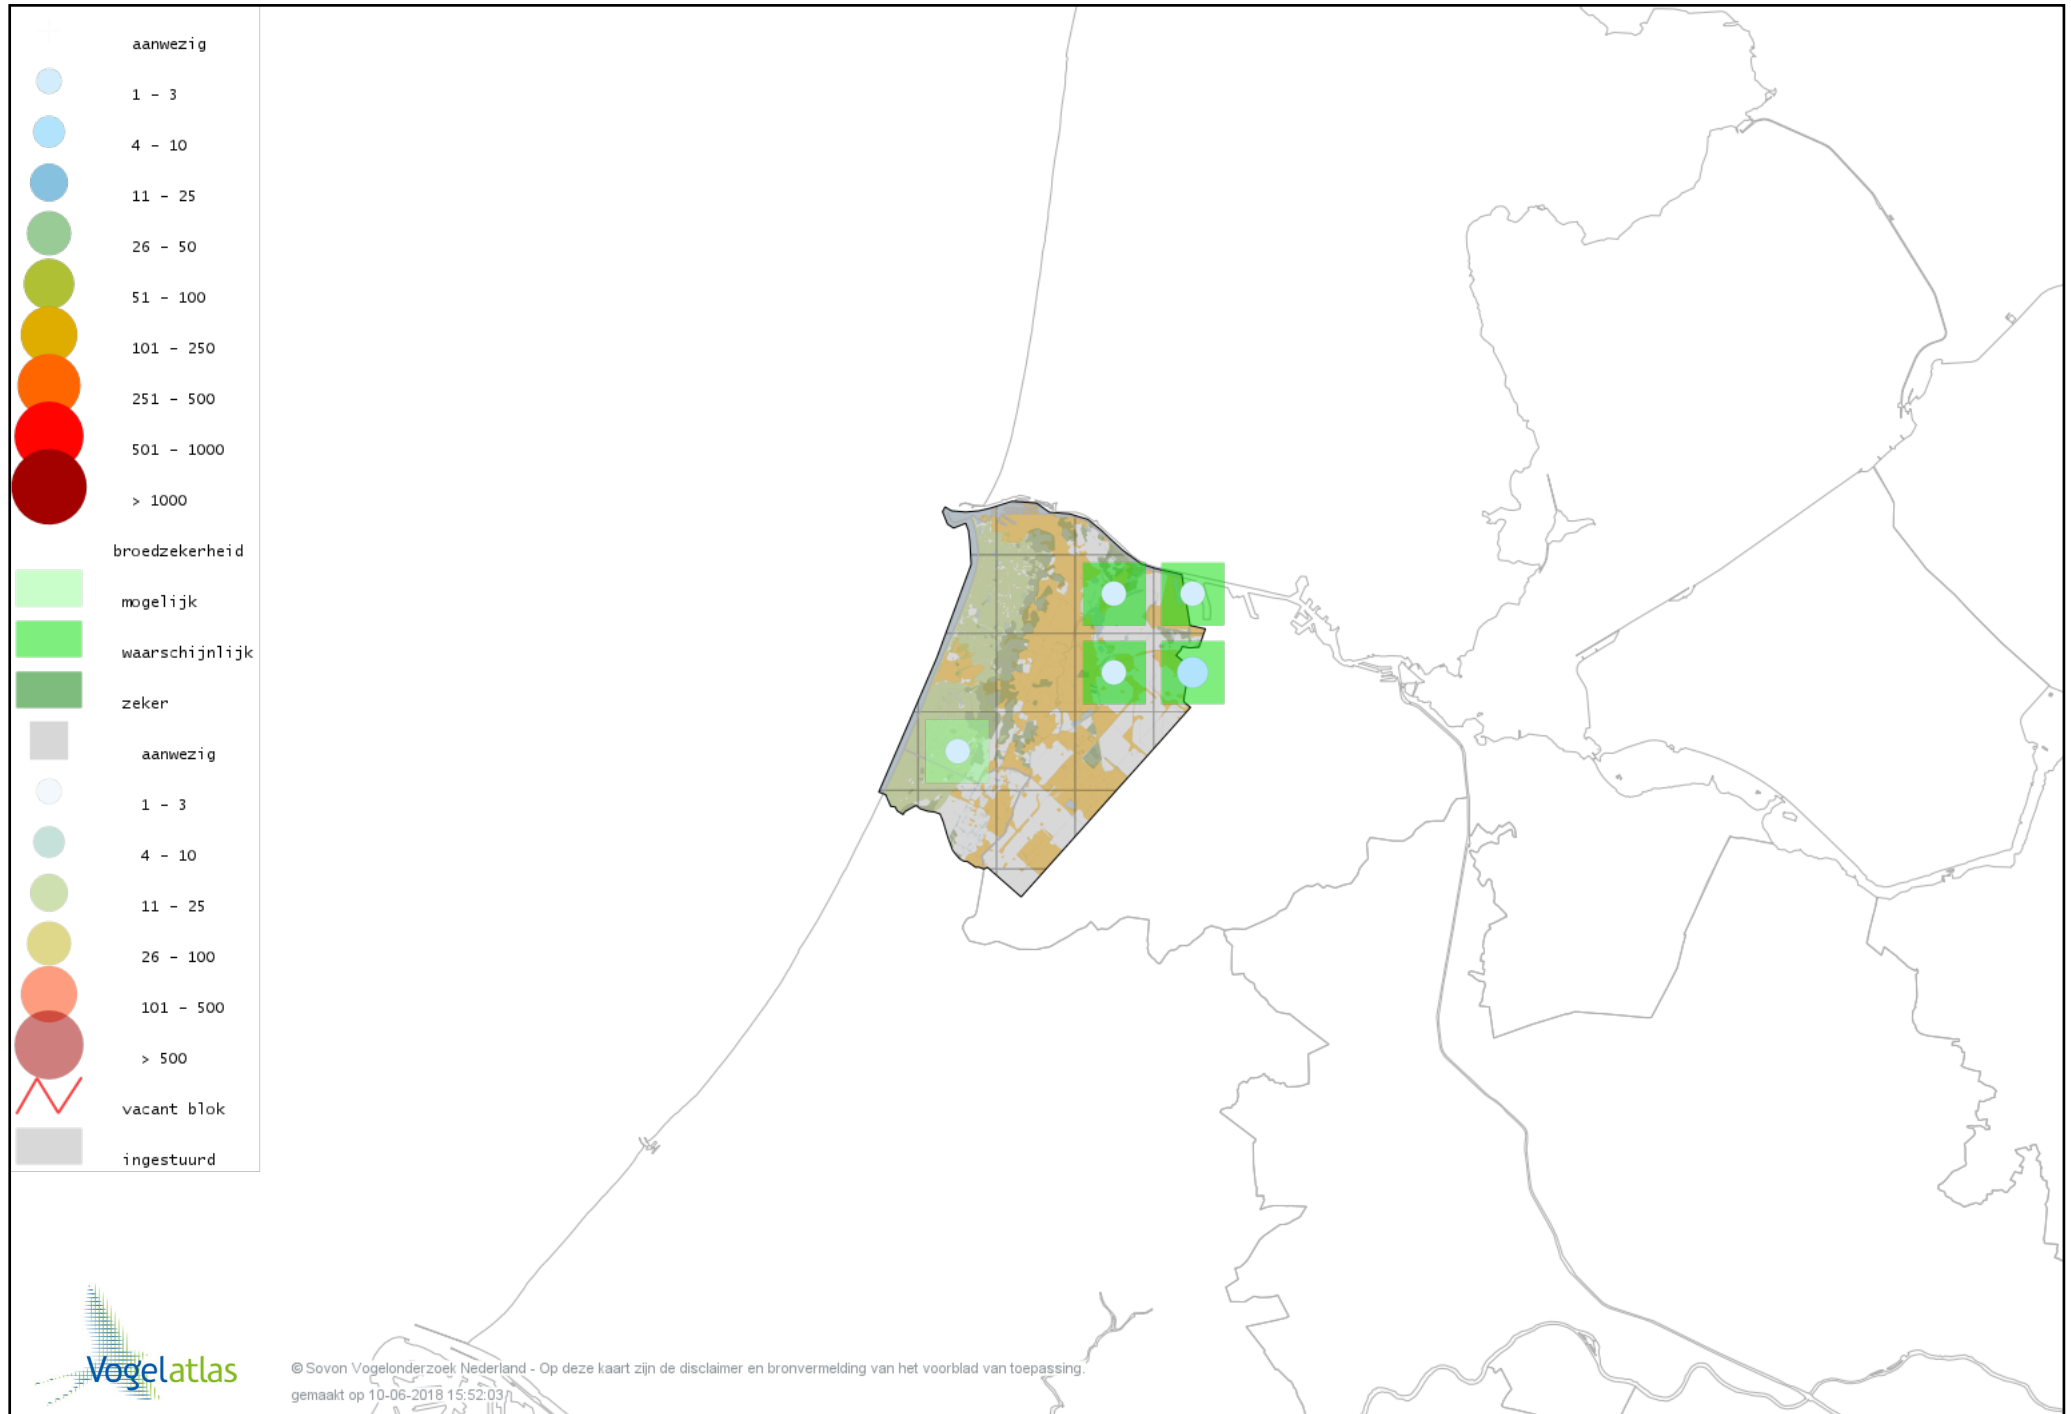 aanwezig
1 - 3
4 - 10
11 - 25
26 - 50
51 - 100
101 - 250
251 - 500
501 - 1000
> 1000
broedzekerheid
mogelijk
waarschijnlijk
zeker
aanwezig
1 - 3
4 - 10
11 - 25
26 - 100
101 - 500
> 500
vacant blok
ingestuurd
Vogelatlas
© Sovon Vogelonderzoek Nederland - Op deze kaart zijn de disclaimer en bronvermelding van het voorblad van toepassing.
gemaakt op 10-06-2018 15:52:03